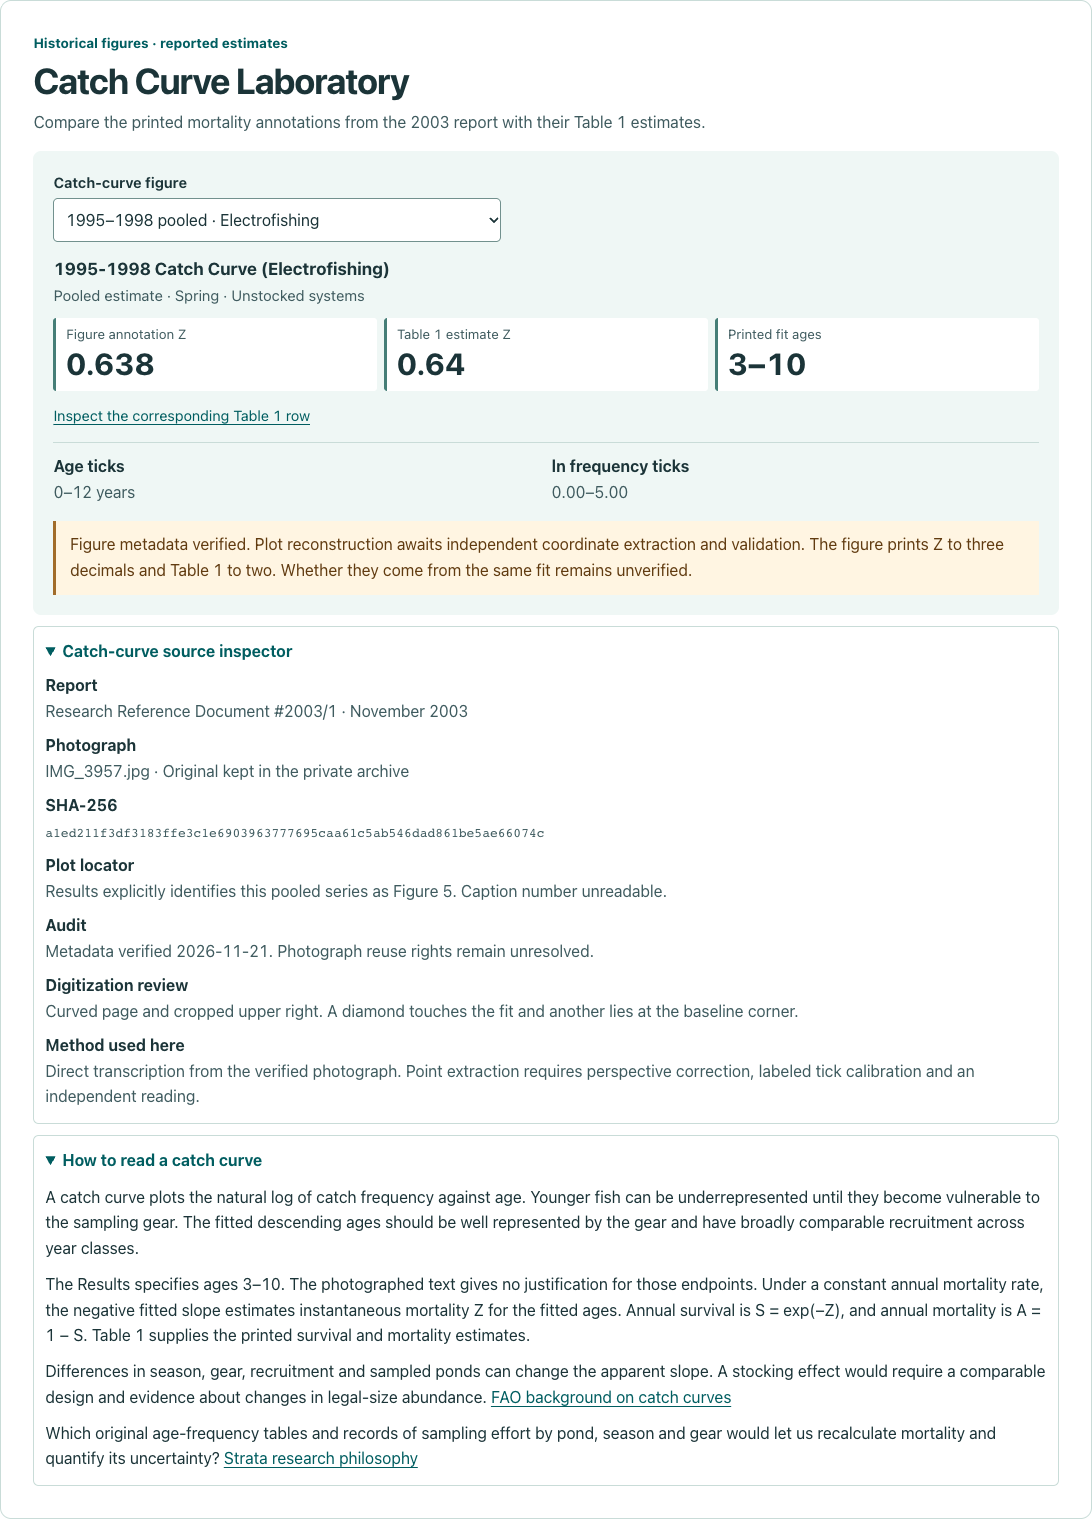 Historical figures · reported estimates
Catch Curve Laboratory
Compare the printed mortality annotations from the 2003 report with their Table 1 estimates.
Catch-curve figure
1995–1998 pooled · Electrofishing
1995-1998 Catch Curve (Electrofishing)
Pooled estimate · Spring · Unstocked systems
Figure annotation Z
0.638
Table 1 estimate Z
0.64
Printed fit ages
3–10
Inspect the corresponding Table 1 row
Age ticks
0–12 years
ln frequency ticks
0.00–5.00
Figure metadata verified. Plot reconstruction awaits independent coordinate extraction and validation. The figure prints Z to three
decimals and Table 1 to two. Whether they come from the same fit remains unverified.
▼ Catch-curve source inspector
Report
Research Reference Document #2003/1 · November 2003
Photograph
IMG_3957.jpg · Original kept in the private archive
SHA-256
a1ed211f3df3183ffe3c1e6903963777695caa61c5ab546dad861be5ae66074c
Plot locator
Results explicitly identifies this pooled series as Figure 5. Caption number unreadable.
Audit
Metadata verified 2026-11-21. Photograph reuse rights remain unresolved.
Digitization review
Curved page and cropped upper right. A diamond touches the fit and another lies at the baseline corner.
Method used here
Direct transcription from the verified photograph. Point extraction requires perspective correction, labeled tick calibration and an
independent reading.
▼ How to read a catch curve
A catch curve plots the natural log of catch frequency against age. Younger fish can be underrepresented until they become vulnerable to
the sampling gear. The fitted descending ages should be well represented by the gear and have broadly comparable recruitment across
year classes.
The Results specifies ages 3–10. The photographed text gives no justification for those endpoints. Under a constant annual mortality rate,
the negative fitted slope estimates instantaneous mortality Z for the fitted ages. Annual survival is S = exp(−Z), and annual mortality is A =
1 − S. Table 1 supplies the printed survival and mortality estimates.
Differences in season, gear, recruitment and sampled ponds can change the apparent slope. A stocking effect would require a comparable
design and evidence about changes in legal-size abundance. FAO background on catch curves
Which original age-frequency tables and records of sampling effort by pond, season and gear would let us recalculate mortality and
quantify its uncertainty? Strata research philosophy